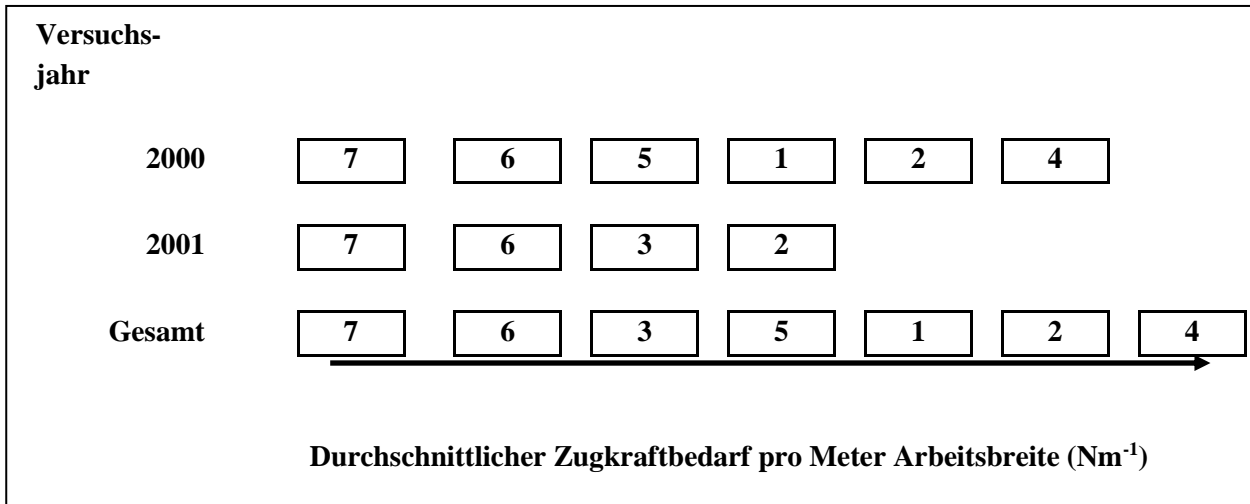 Versuchs-
jahr
2000 7 6 5 1 2 4
2001 7 6 3 2
Gesamt 7 6 3 5 1 2 4
Durchschnittlicher Zugkraftbedarf pro Meter Arbeitsbreite (Nm⁻¹)